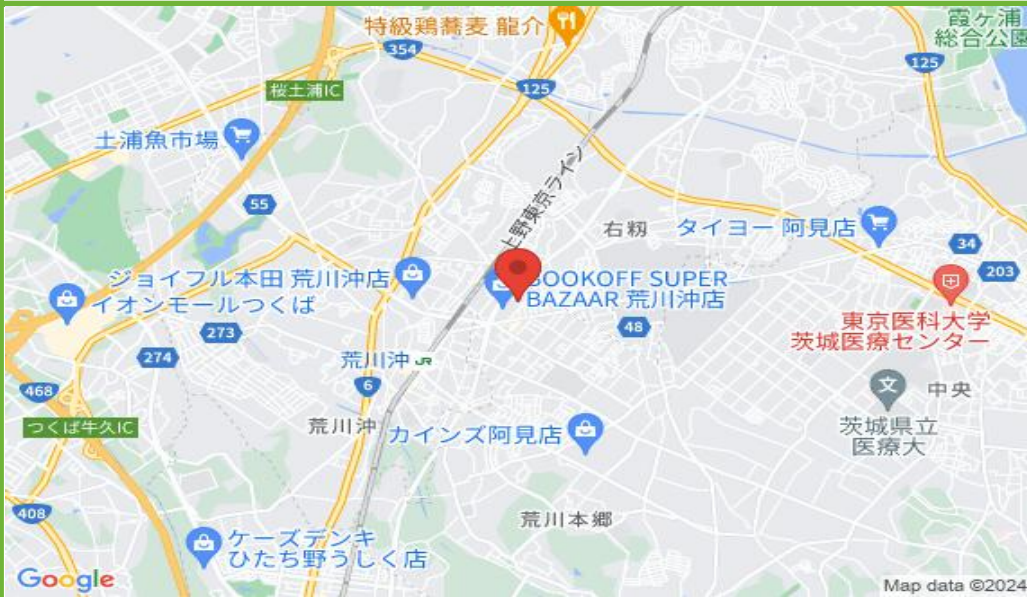 特級鶏蕎麦 龍介
霞ヶ浦
総合公園
354
125
125
桜土浦IC
土浦魚市場
55
上野東京ライン
右籾
タイヨー 阿見店
34
203
ジョイフル本田 荒川沖店
イオンモールつくば
BOOKOFF SUPER
BAZAAR 荒川沖店
273
274
48
東京医科大学
茨城医療センター
荒川沖 JR
6
468
中央
つくば牛久IC
荒川沖
カインズ阿見店
茨城県立
医療大
408
荒川本郷
ケーズデンキ
ひたち野うしく店
Google
Map data ©2024